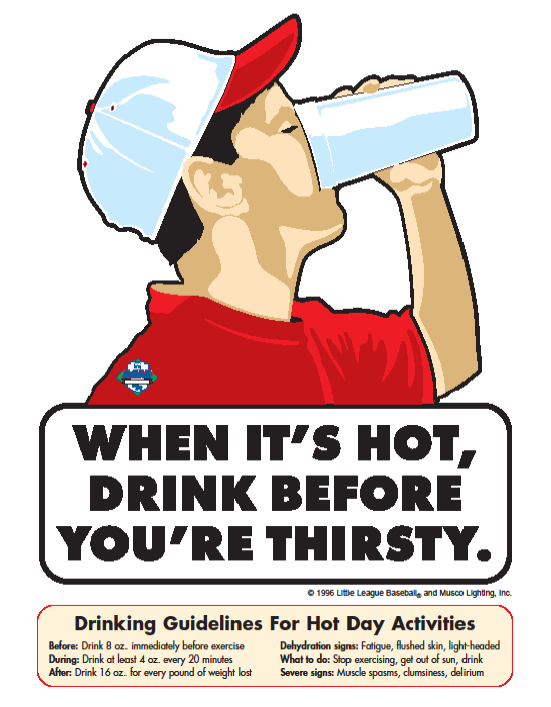 WHEN IT'S HOT,
DRINK BEFORE
YOU'RE THIRSTY.
© 1996 Little League Baseball® and Musco Lighting, Inc.
Drinking Guidelines For Hot Day Activities
Before: Drink 8 oz. immediately before exercise
During: Drink at least 4 oz. every 20 minutes
After: Drink 16 oz. for every pound of weight lost
Dehydration signs: Fatigue, flushed skin, light-headed
What to do: Stop exercising, get out of sun, drink
Severe signs: Muscle spasms, clumsiness, delirium